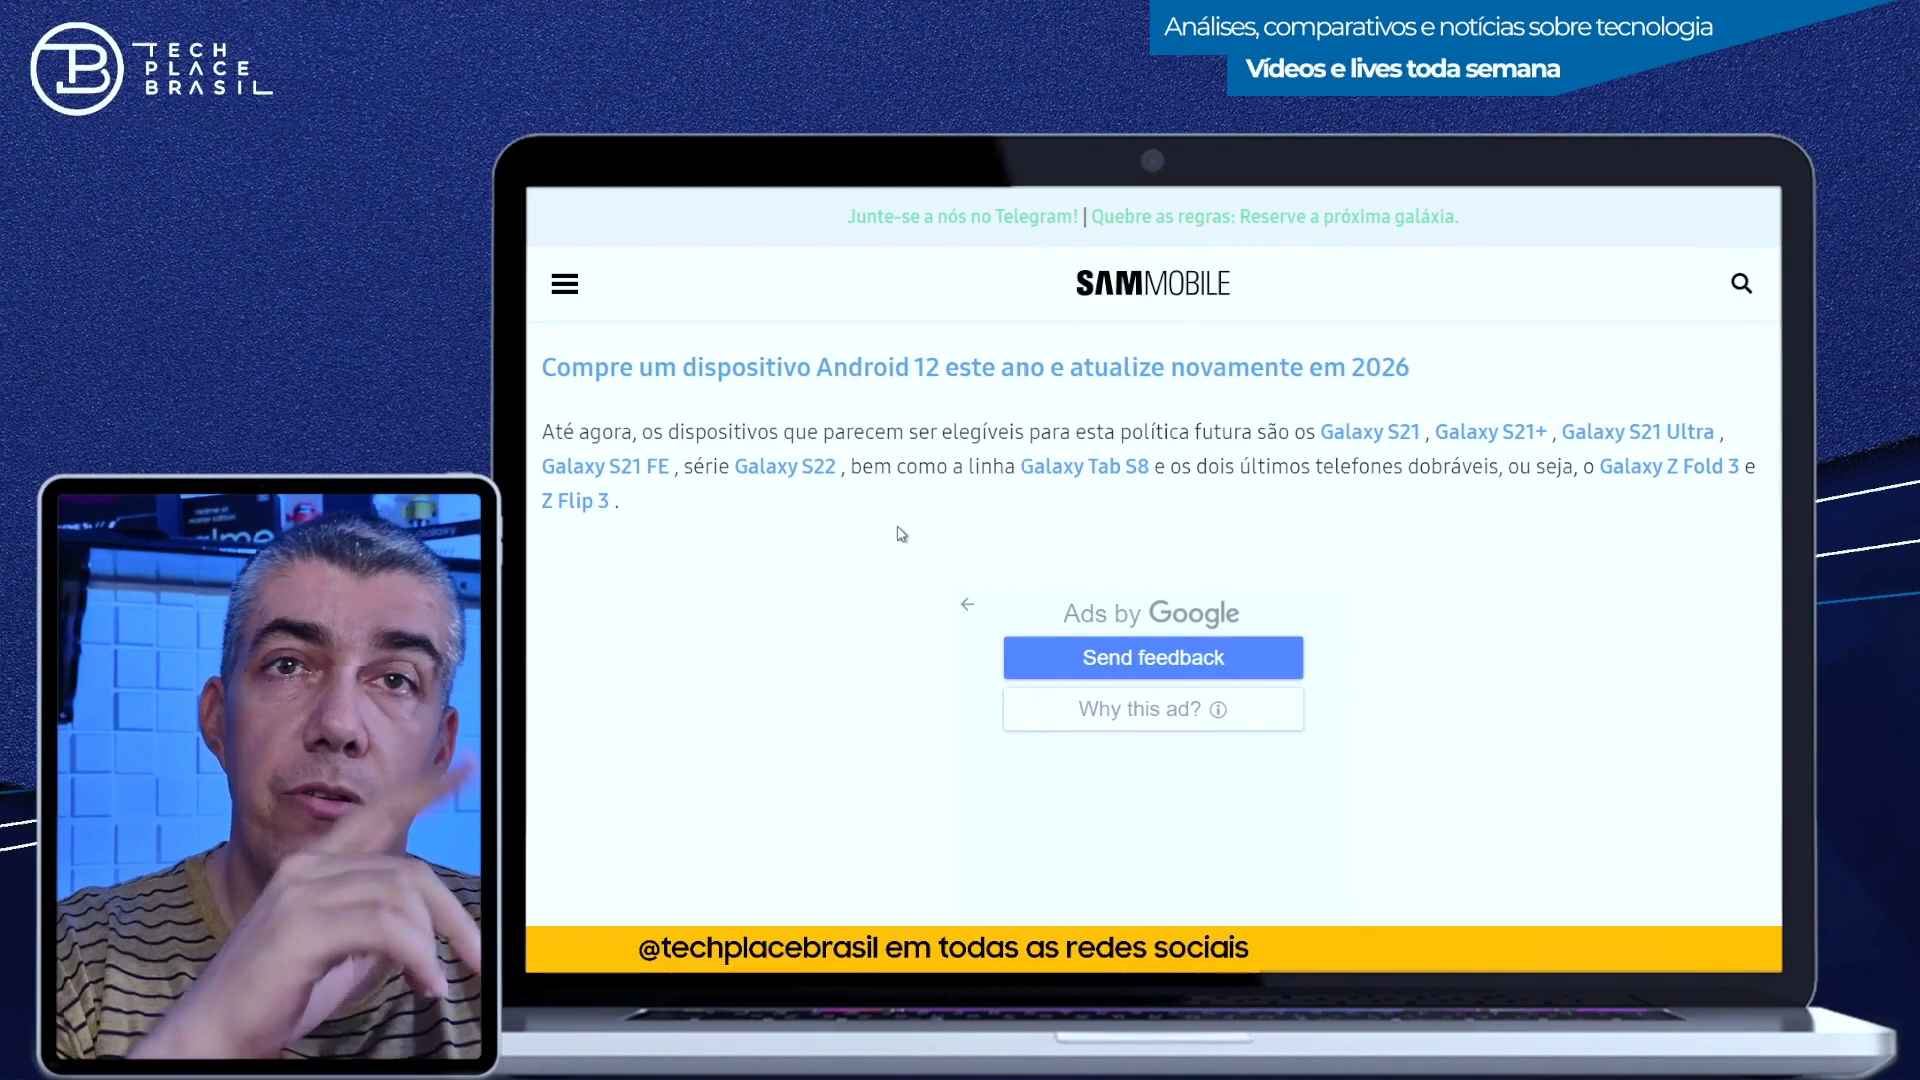 TECH
PLACE
BRASIL
Análises, comparativos e notícias sobre tecnologia
Vídeos e lives toda semana
Junte-se a nós no Telegram! | Quebre as regras: Reserve a próxima galáxia.
SAMMOBILE
Compre um dispositivo Android 12 este ano e atualize novamente em 2026
Até agora, os dispositivos que parecem ser elegíveis para esta política futura são os Galaxy S21 , Galaxy S21+ , Galaxy S21 Ultra ,
Galaxy S21 FE , série Galaxy S22 , bem como a linha Galaxy Tab S8 e os dois últimos telefones dobráveis, ou seja, o Galaxy Z Fold 3 e
Z Flip 3 .
Ads by Google
Send feedback
Why this ad?
@techplacebrasil em todas as redes sociais